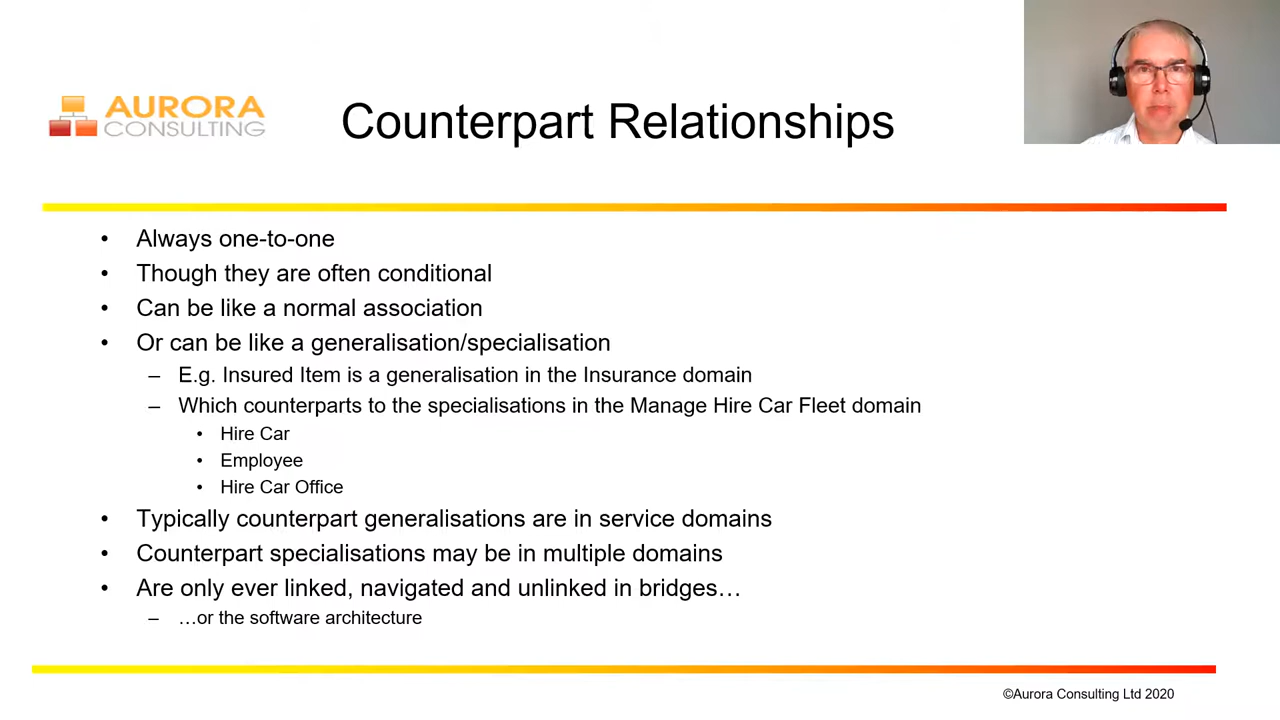 AURORA
CONSULTING
Counterpart Relationships
• Always one-to-one
• Though they are often conditional
• Can be like a normal association
• Or can be like a generalisation/specialisation
– E.g. Insured Item is a generalisation in the Insurance domain
– Which counterparts to the specialisations in the Manage Hire Car Fleet domain
• Hire Car
• Employee
• Hire Car Office
• Typically counterpart generalisations are in service domains
• Counterpart specialisations may be in multiple domains
• Are only ever linked, navigated and unlinked in bridges…
– …or the software architecture
©Aurora Consulting Ltd 2020